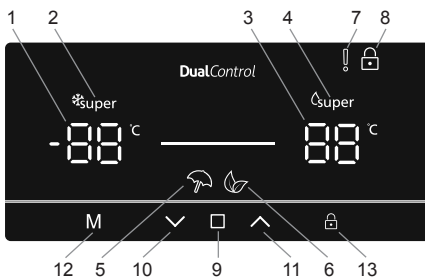 1 2 3 4 7 8
DualControl
super super
-88 °C 88 °C
M
12 5 10 9 11 6 13